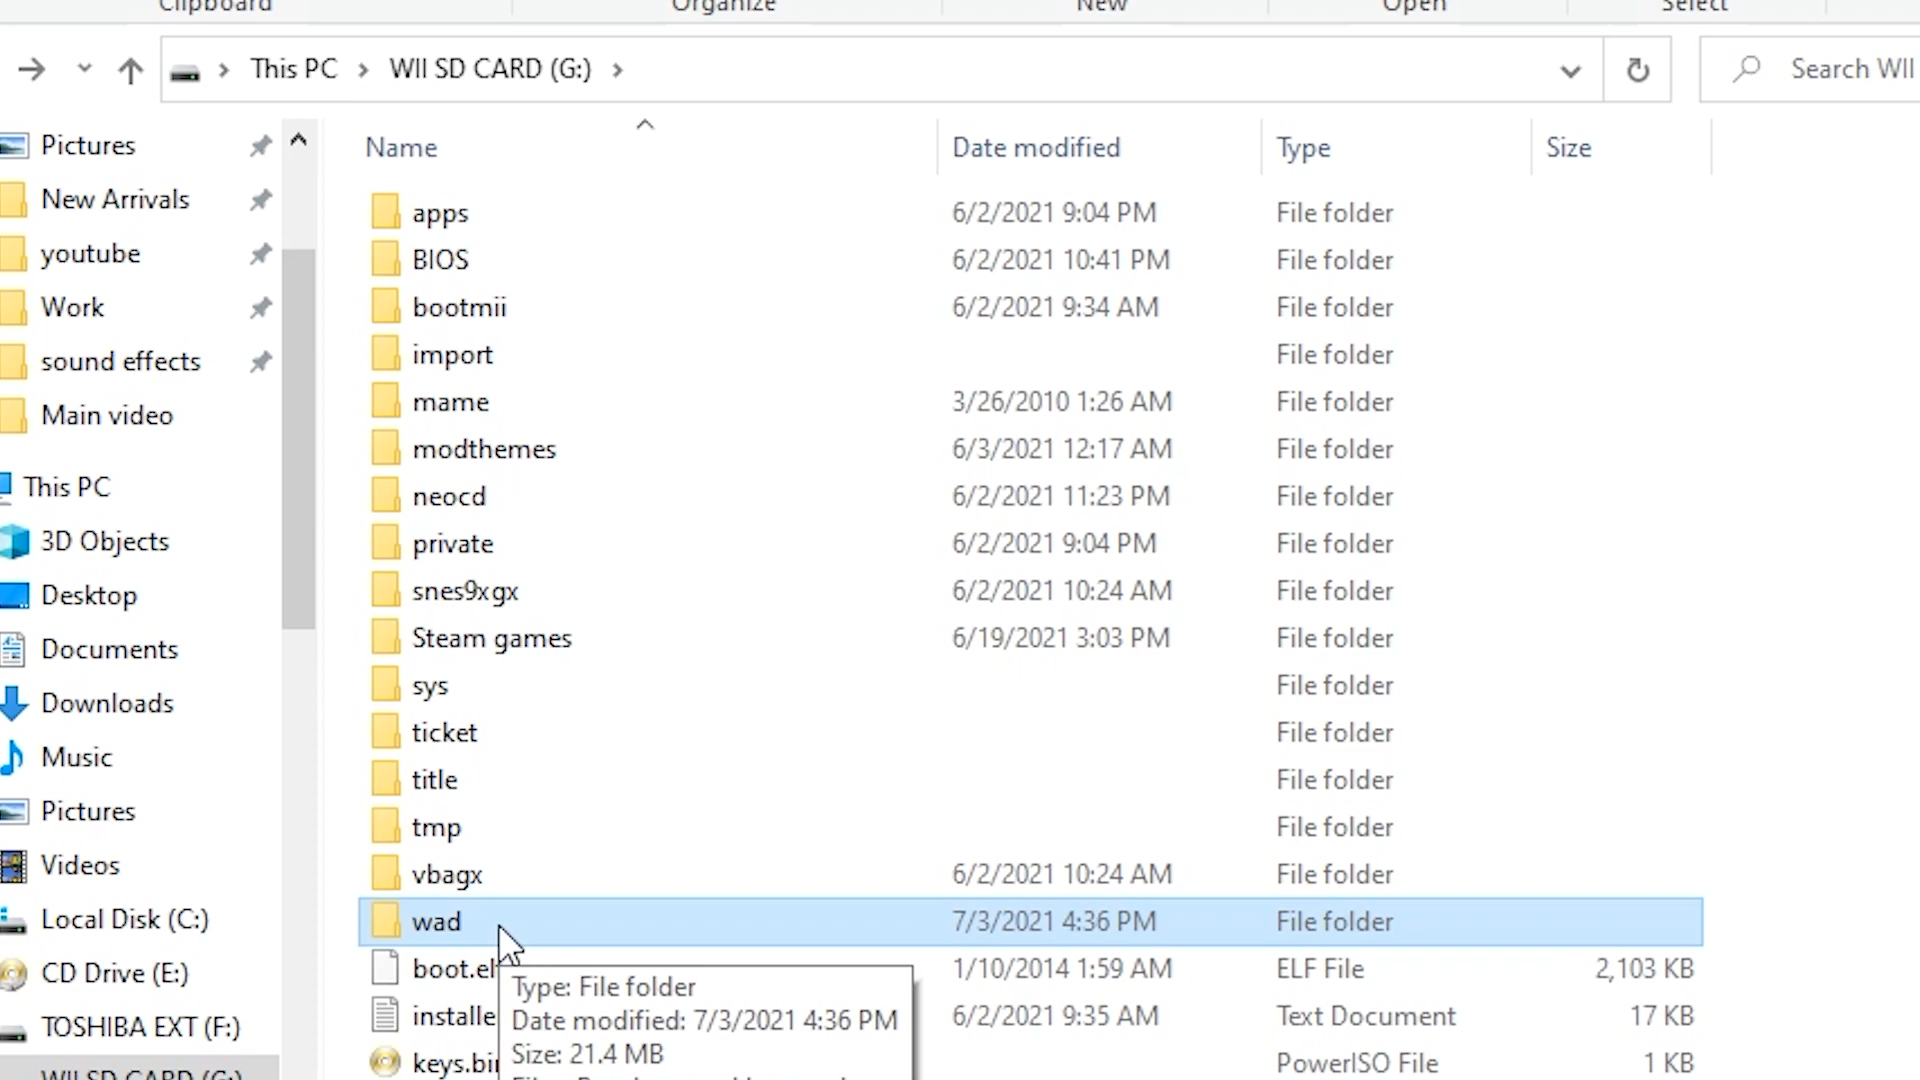 Clipboard Organize New Open Select
This PC > WII SD CARD (G:) > Search WII
Name Date modified Type Size
Pictures
New Arrivals
youtube
Work
sound effects
Main video
This PC
3D Objects
Desktop
Documents
Downloads
Music
Pictures
Videos
Local Disk (C:)
CD Drive (E:)
TOSHIBA EXT (F:)
WII SD CARD (G:)
apps 6/2/2021 9:04 PM File folder
BIOS 6/2/2021 10:41 PM File folder
bootmii 6/2/2021 9:34 AM File folder
import File folder
mame 3/26/2010 1:26 AM File folder
modthemes 6/3/2021 12:17 AM File folder
neocd 6/2/2021 11:23 PM File folder
private 6/2/2021 9:04 PM File folder
snes9xgx 6/2/2021 10:24 AM File folder
Steam games 6/19/2021 3:03 PM File folder
sys File folder
ticket File folder
title File folder
tmp File folder
vbagx 6/2/2021 10:24 AM File folder
wad 7/3/2021 4:36 PM File folder
boot.el 1/10/2014 1:59 AM ELF File 2,103 KB
installe 6/2/2021 9:35 AM Text Document 17 KB
keys.bin PowerISO File 1 KB
Type: File folder
Date modified: 7/3/2021 4:36 PM
Size: 21.4 MB